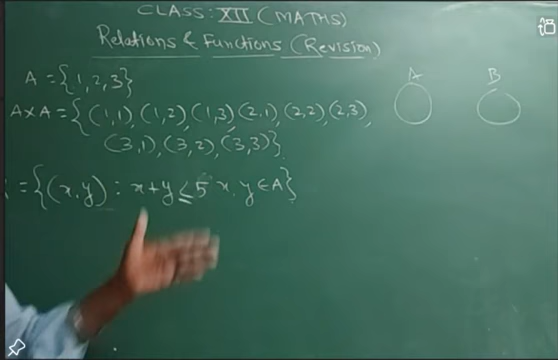 CLASS: XII (MATHS)
Relations & Functions (Revision)
A = {1,2,3}
A×A = {(1,1), (1,2), (1,3) (2,1), (2,2), (2,3),
(3,1), (3,2), (3,3)}
= {(x,y) : x+y ≤ 5 x, y ∈ A}
A B